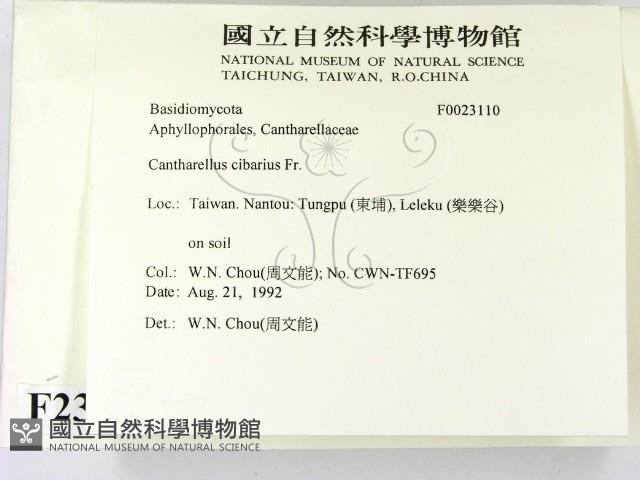 國立自然科學博物館
NATIONAL MUSEUM OF NATURAL SCIENCE
TAICHUNG, TAIWAN, R.O.CHINA
Basidiomycota F0023110
Aphyllophorales, Cantharellaceae
Cantharellus cibarius Fr.
Loc.: Taiwan. Nantou: Tungpu (東埔), Leleku (樂樂谷)
on soil
Col.: W.N. Chou(周文能); No. CWN-TF695
Date: Aug. 21, 1992
Det.: W.N. Chou(周文能)
F23
國立自然科學博物館
NATIONAL MUSEUM OF NATURAL SCIENCE